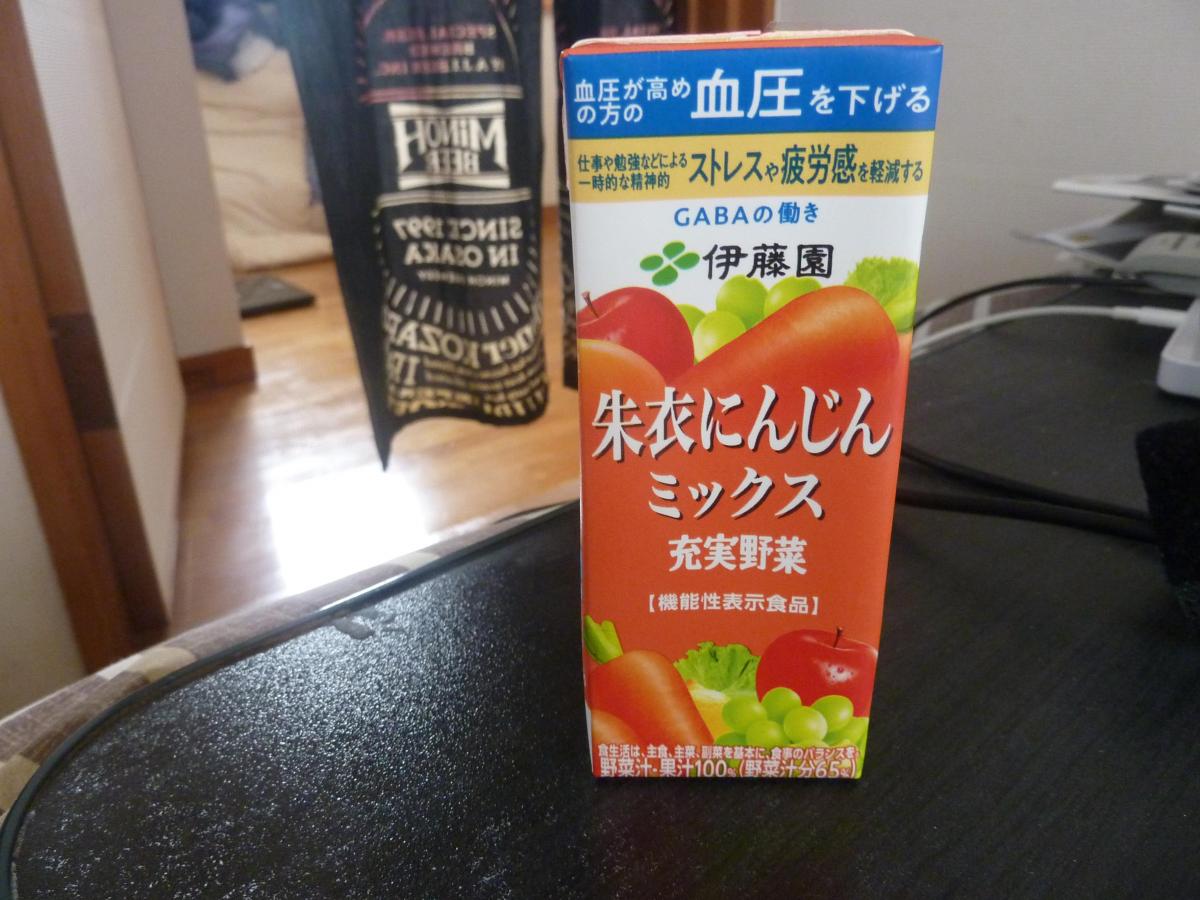 血圧が高め
の方の
血圧を下げる
仕事や勉強などによる
一時的な精神的
ストレスや疲労感を軽減する
GABAの働き
伊藤園
朱衣にんじん
ミックス
充実野菜
【機能性表示食品】
食生活は、主食、主菜、副菜を基本に、食事のバランスを
野菜汁・果汁100%(野菜汁分65%)
SPECIAL BEER
BREWED
MINOH
BEER
SINCE 1997
IN OSAKA